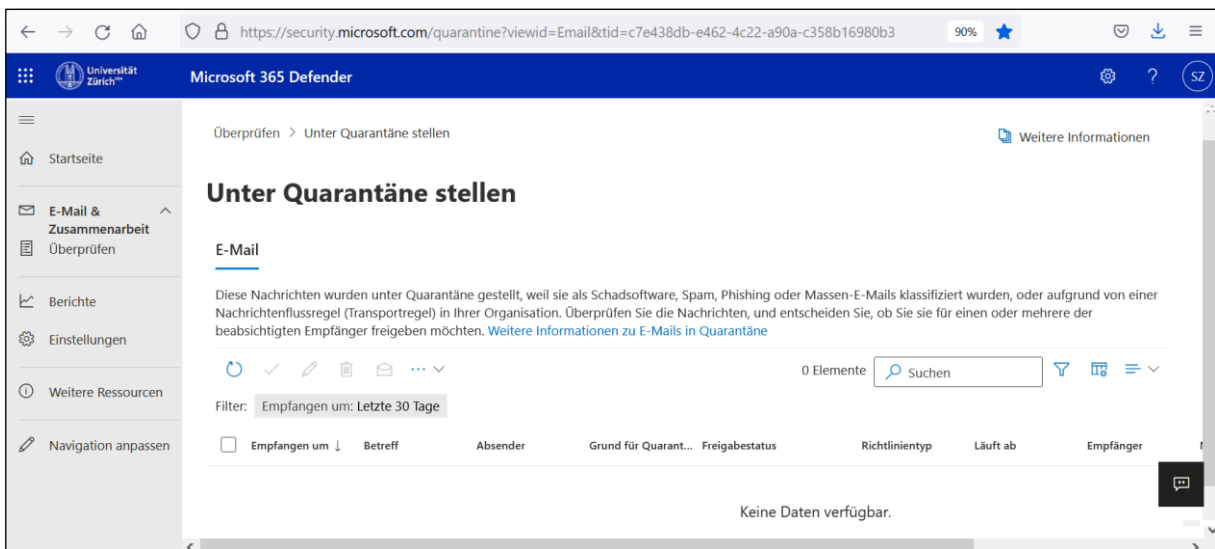 https://security.microsoft.com/quarantine?viewid=Email&tid=c7e438db-e462-4c22-a90a-c358b16980b3 90%
Universität
Zürich
Microsoft 365 Defender ? SZ
Überprüfen > Unter Quarantäne stellen
Weitere Informationen
Startseite
E-Mail &
Zusammenarbeit
Überprüfen
Berichte
Einstellungen
Weitere Ressourcen
Navigation anpassen
Unter Quarantäne stellen
E-Mail
Diese Nachrichten wurden unter Quarantäne gestellt, weil sie als Schadsoftware, Spam, Phishing oder Massen-E-Mails klassifiziert wurden, oder aufgrund von einer
Nachrichtenflussregel (Transportregel) in Ihrer Organisation. Überprüfen Sie die Nachrichten, und entscheiden Sie, ob Sie sie für einen oder mehrere der
beabsichtigten Empfänger freigeben möchten. Weitere Informationen zu E-Mails in Quarantäne
0 Elemente Suchen
Filter: Empfangen um: Letzte 30 Tage
Empfangen um ↓ Betreff Absender Grund für Quarant... Freigabestatus Richtlinientyp Läuft ab Empfänger
Keine Daten verfügbar.